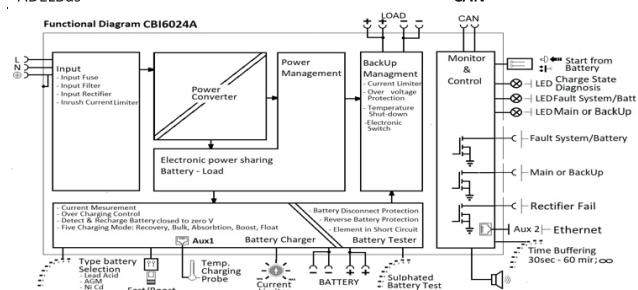 Functional Diagram CBI6024A
LOAD
CAN
+ + - -
L
N
Input
- Input Fuse
- Input Filter
- Input Rectifier
- Inrush CurrentLimiter
Power
Converter
Power
Management
Electronic power sharing
Battery - Load
BackUp
Managment
- Current Limiter
- Over voltage
Protection
- Temperature
Shut-down
-Electronic
Switch
Monitor
&
Control
Start from
Battery
LED Charge State
Diagnosis
LED Fault System/Batt
LED Main or BackUp
Fault System/Battery
Main or BackUp
Rectifier Fail
Aux 2 Ethernet
Time Buffering
30sec - 60 mir; ∞
- Current Mesurement
- Over Charging Control
- Detect & Recharge Battery closed to zero V
- Five Charging Mode: Recovery, Bulk, Absorbtion, Boost, Float
Aux1
Battery Charger
- Battery Disconnect Protection
- Reverse Battery Protection
- Element in Short Circuit
Battery Tester
Type battery
Selection
- Lead Acid
- AGM
- Ni Cd
Temp.
Charging
Probe
Current
- - + +
BATTERY
Sulphated
Battery Test